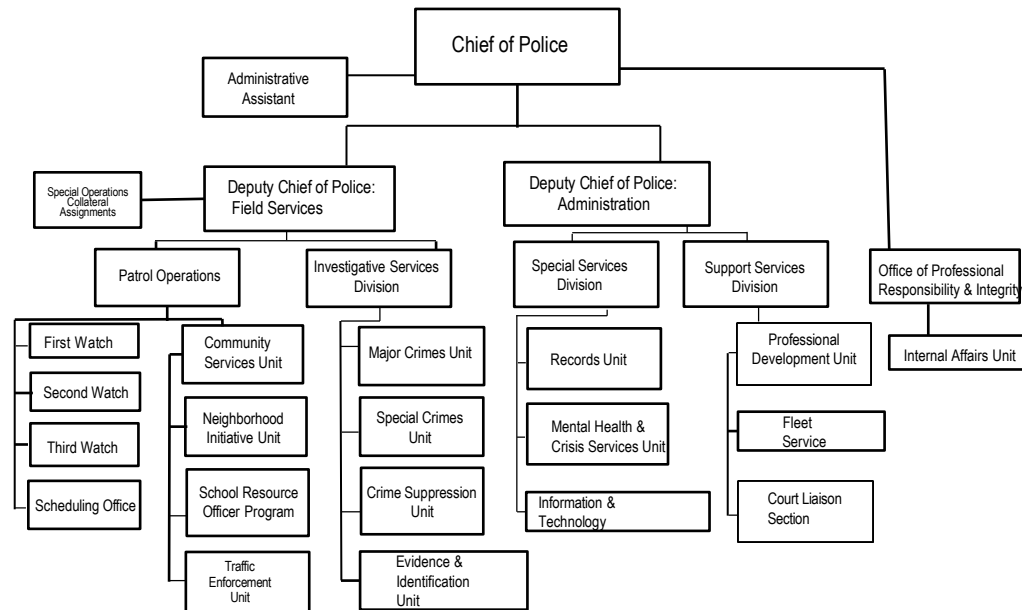 Chief of Police
Administrative
Assistant
Special Operations
Collateral
Assignments
Deputy Chief of Police:
Field Services
Deputy Chief of Police:
Administration
Patrol Operations
Investigative Services
Division
Special Services
Division
Support Services
Division
Office of Professional
Responsibility & Integrity
First Watch
Second Watch
Third Watch
Scheduling Office
Community
Services Unit
Neighborhood
Initiative Unit
School Resource
Officer Program
Traffic
Enforcement
Unit
Major Crimes Unit
Special Crimes
Unit
Crime Suppression
Unit
Evidence &
Identification
Unit
Records Unit
Mental Health &
Crisis Services Unit
Information &
Technology
Professional
Development Unit
Fleet
Service
Court Liaison
Section
Internal Affairs Unit